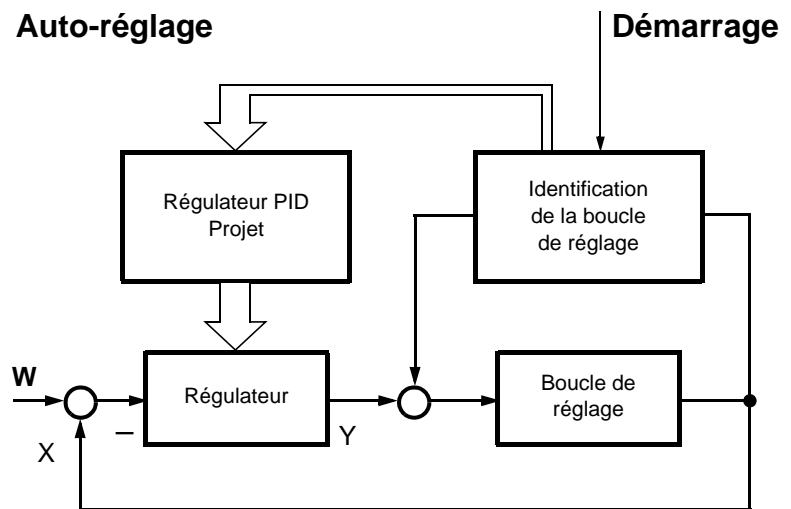 Auto-réglage
Démarrage
Régulateur PID
Projet
Identification
de la boucle
de réglage
W
Régulateur
Boucle de
réglage
X
–
Y